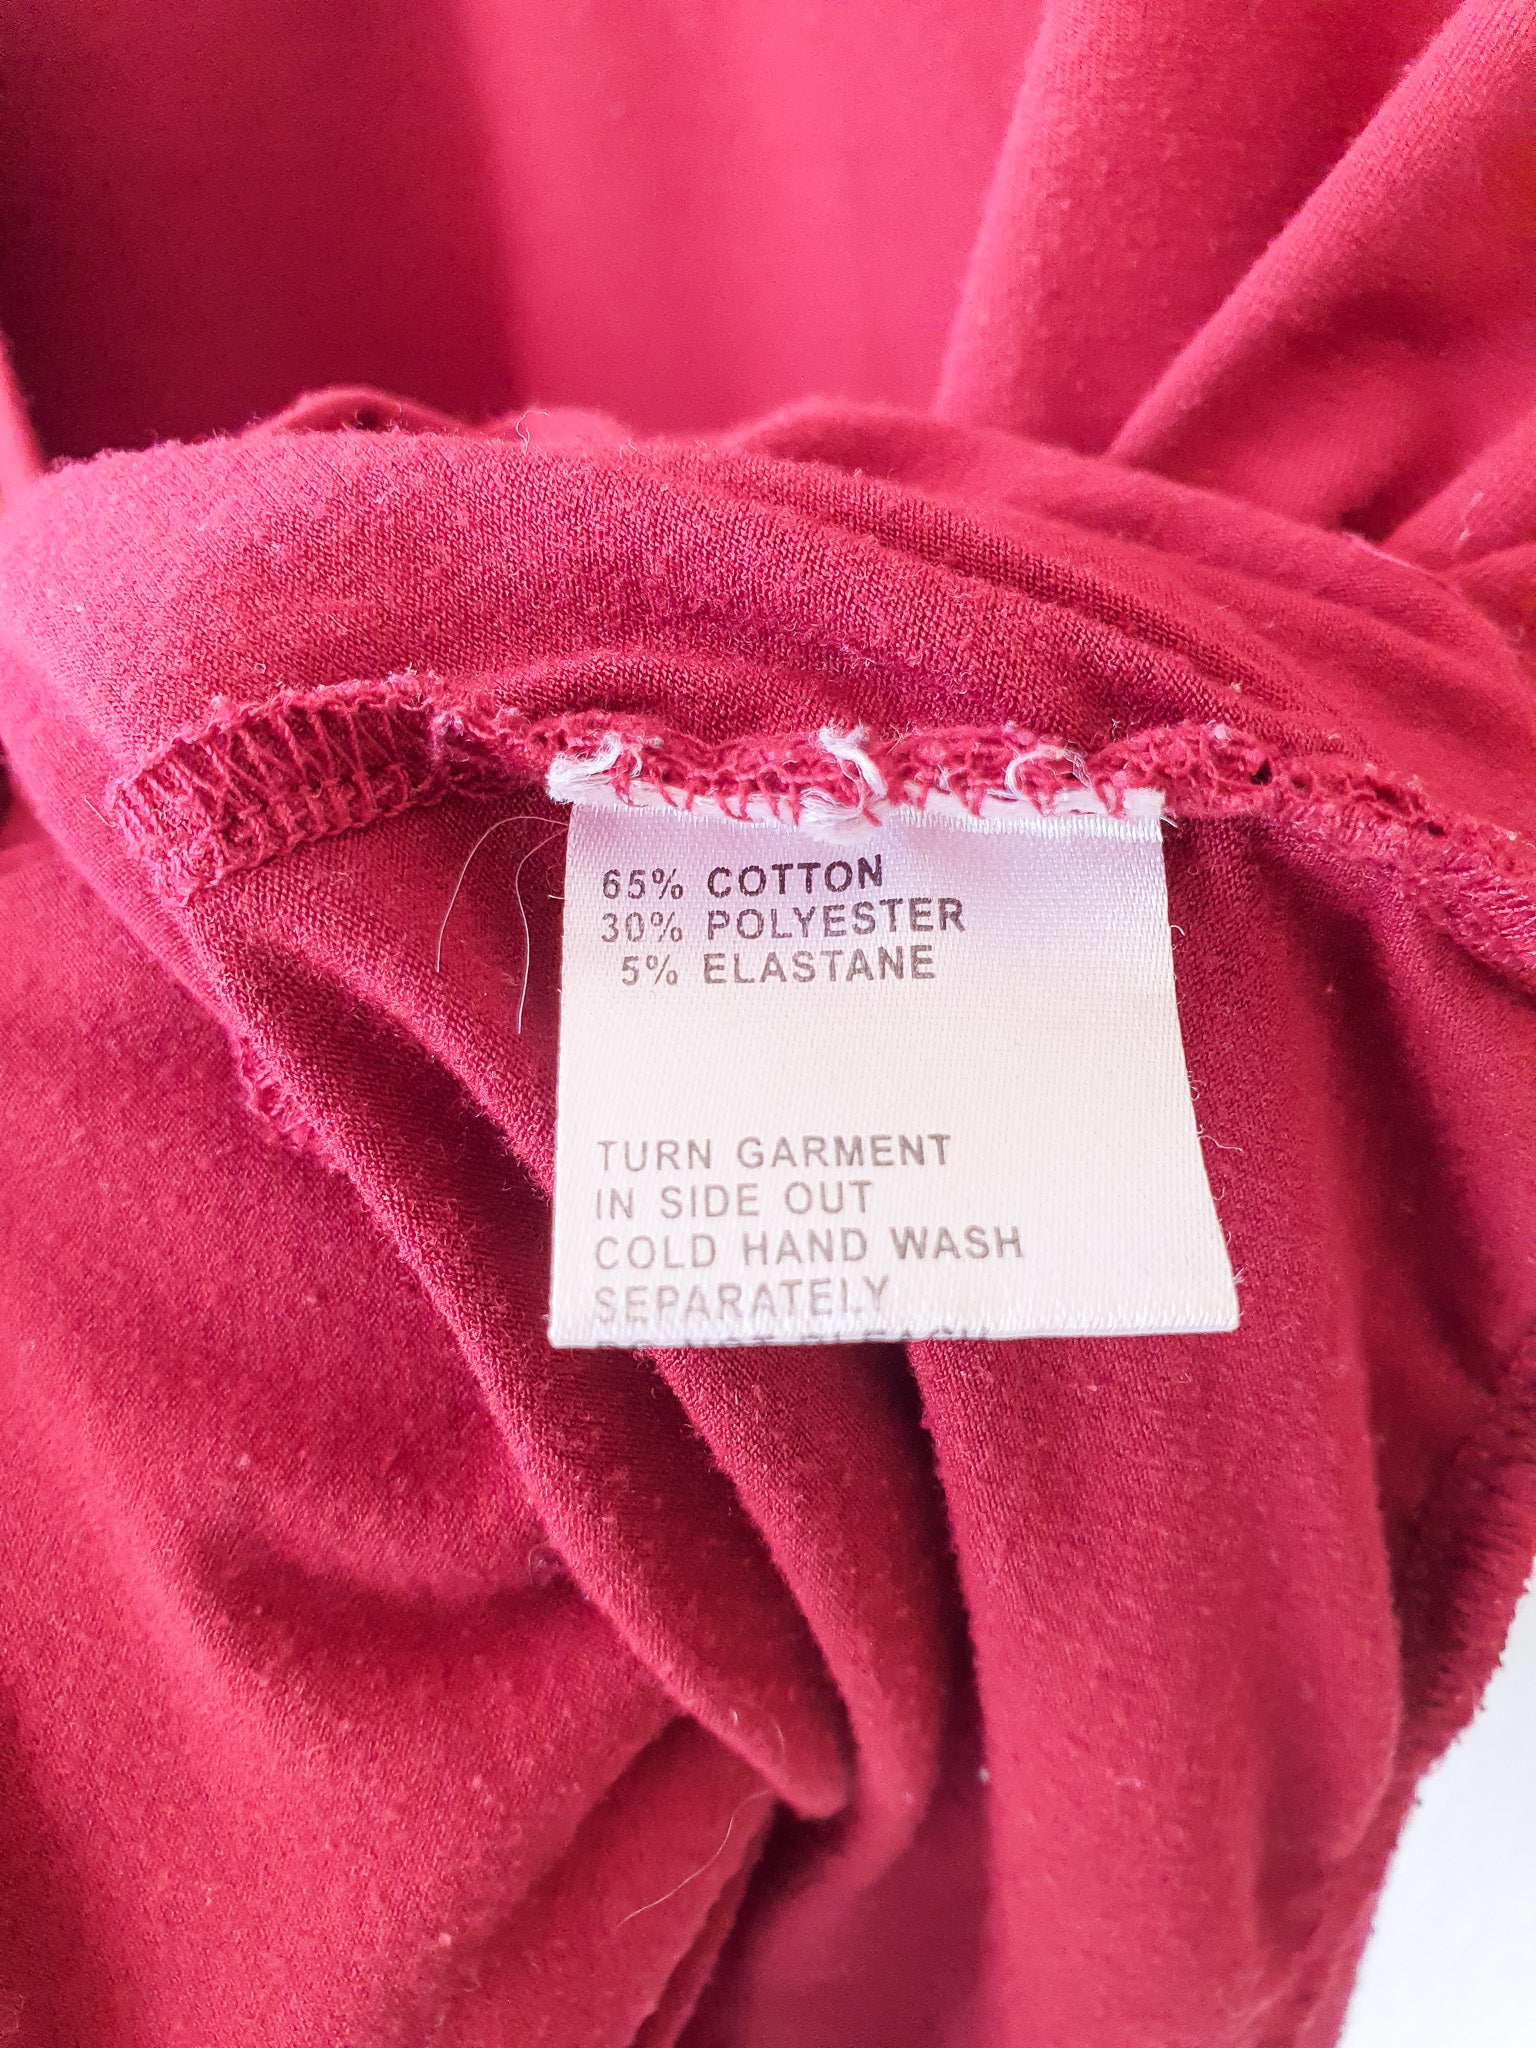 65% COTTON
30% POLYESTER
5% ELASTANE
TURN GARMENT
IN SIDE OUT
COLD HAND WASH
SEPARATELY